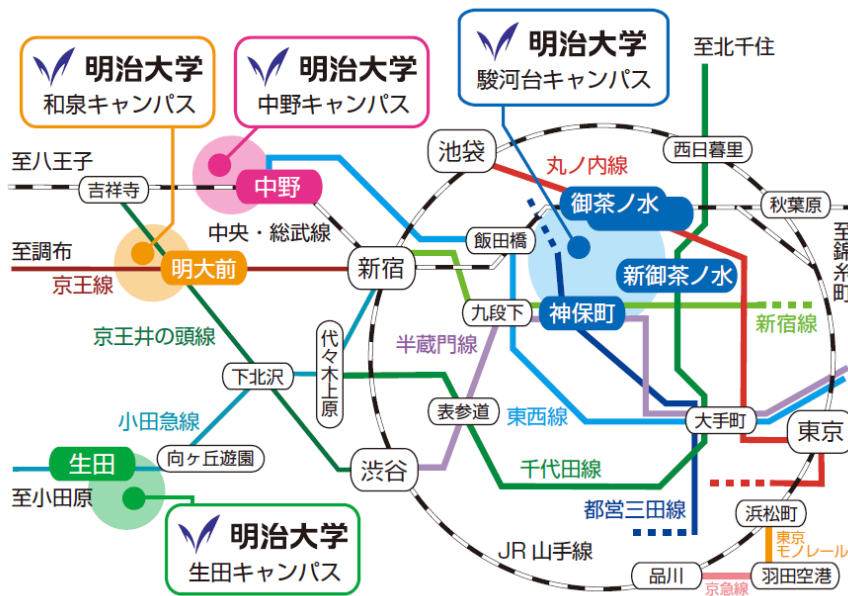 明治大学
和泉キャンパス
明治大学
中野キャンパス
明治大学
駿河台キャンパス
至北千住
至八王子
吉祥寺
中野
池袋
丸ノ内線
西日暮里
中央・総武線
飯田橋
御茶ノ水
秋葉原
至調布
明大前
新宿
新御茶ノ水
至錦糸町
京王線
九段下
神保町
新宿線
京王井の頭線
代々木上原
半蔵門線
下北沢
小田急線
表参道
東西線
大手町
東京
生田
向ヶ丘遊園
渋谷
千代田線
至小田原
都営三田線
浜松町
明治大学
生田キャンパス
JR山手線
東京
モノレール
品川
京急線
羽田空港